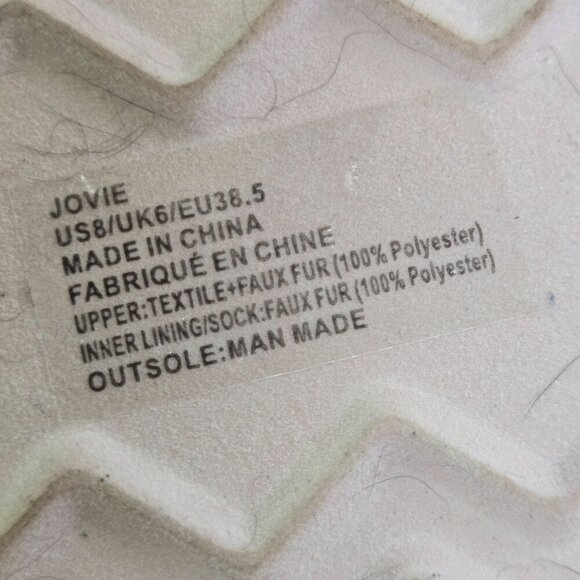 JOVIE
US8/UK6/EU38.5
MADE IN CHINA
FABRIQUÉ EN CHINE
UPPER:TEXTILE+FAUX FUR (100% Polyester)
INNER LINING/SOCK:FAUX FUR (100% Polyester)
OUTSOLE:MAN MADE